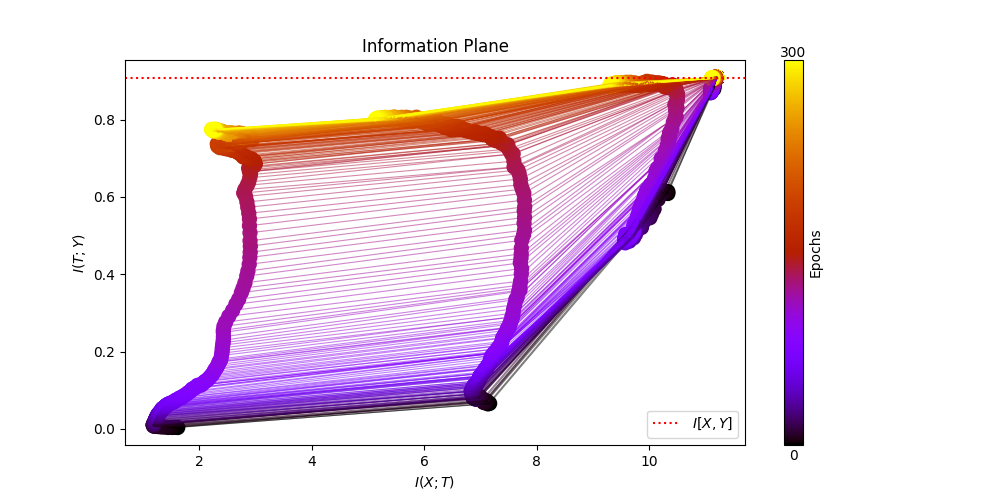 Information Plane
300
0.8
0.6
0.4
0.2
0.0
I(T; Y)
2
4
6
8
10
I(X; T)
I[X, Y]
Epochs
0